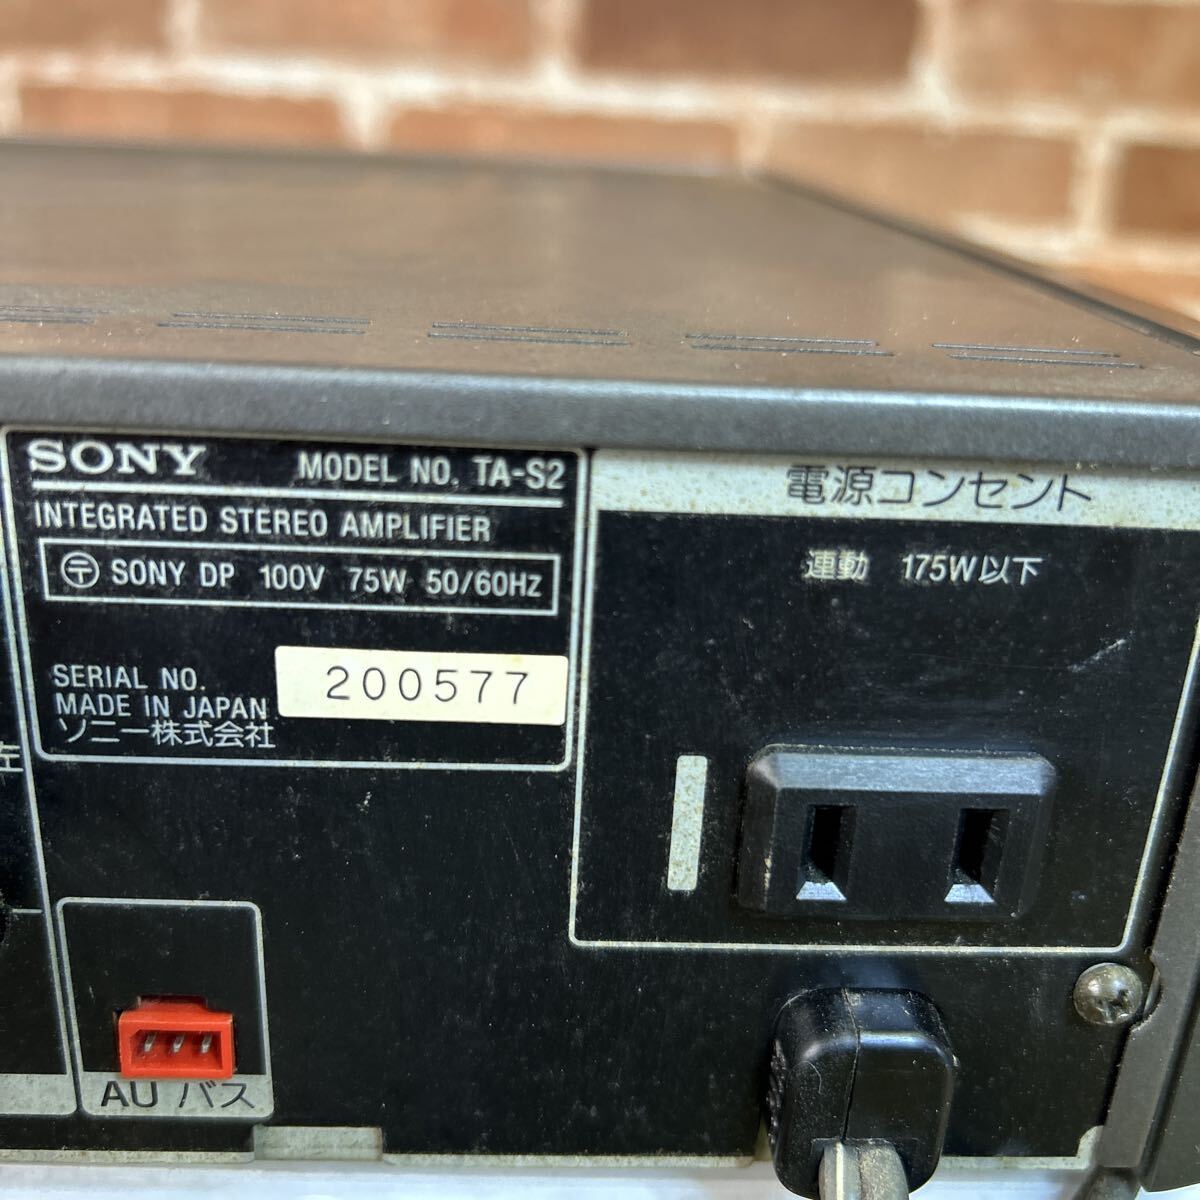 SONY MODEL NO. TA-S2
INTEGRATED STEREO AMPLIFIER
〒 SONY DP 100V 75W 50/60Hz
SERIAL NO. 200577
MADE IN JAPAN
ソニー株式会社
電源コンセント
連動 175W以下
左
AU バス